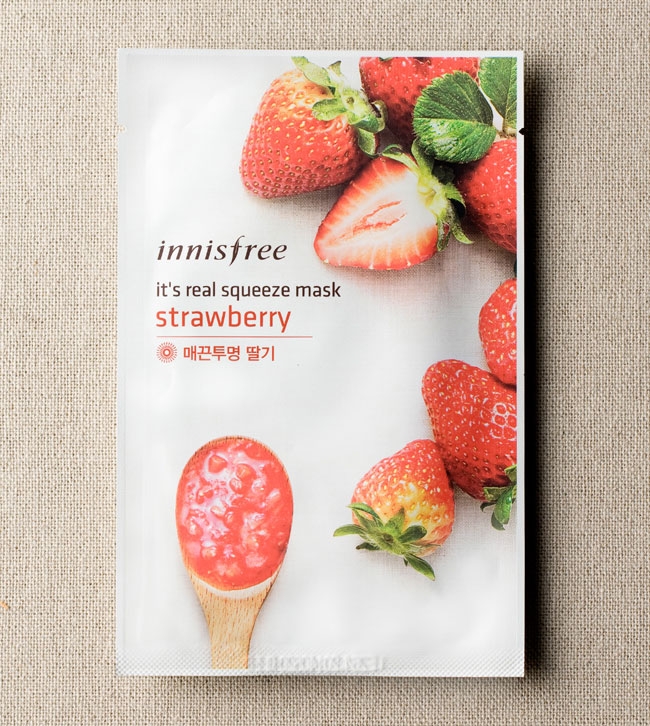 innisfree
it's real squeeze mask
strawberry
매끈투명 딸기